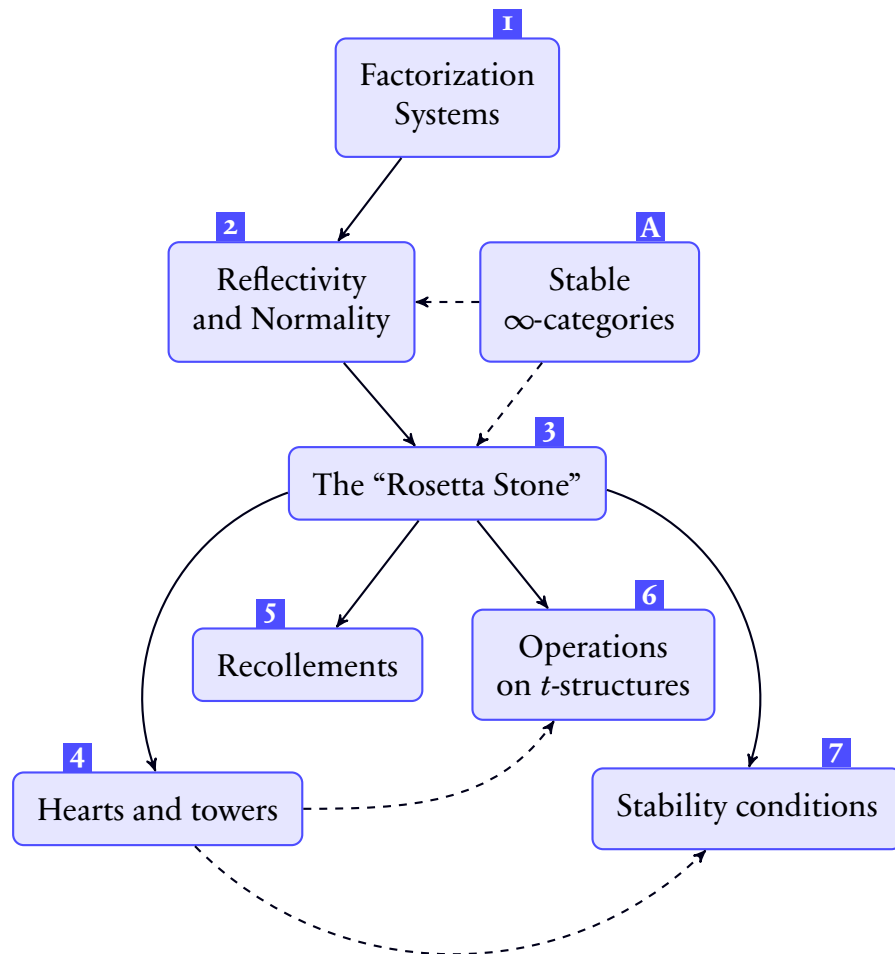 1
Factorization
Systems
2
Reflectivity
and Normality
A
Stable
∞-categories
3
The “Rosetta Stone”
5
Recollements
6
Operations
on t-structures
4
Hearts and towers
7
Stability conditions